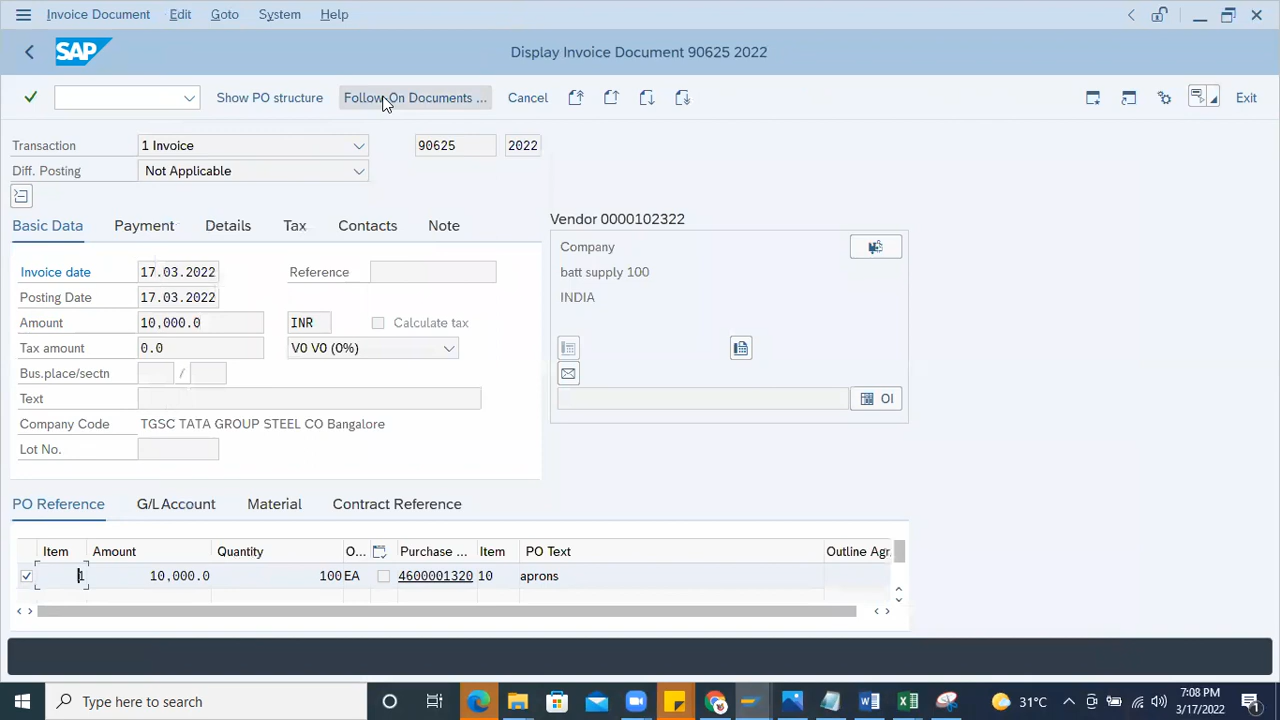 Invoice Document Edit Goto System Help
SAP Display Invoice Document 90625 2022
Show PO structure Follow On Documents ... Cancel Exit
Transaction 1 Invoice 90625 2022
Diff. Posting Not Applicable
Basic Data Payment Details Tax Contacts Note
Vendor 0000102322
Company
batt supply 100
INDIA
OI
Invoice date 17.03.2022 Reference
Posting Date 17.03.2022
Amount 10,000.0 INR Calculate tax
Tax amount 0.0 V0 V0 (0%)
Bus.place/sectn /
Text
Company Code TGSC TATA GROUP STEEL CO Bangalore
Lot No.
PO Reference G/L Account Material Contract Reference
Item Amount Quantity O... Purchase ... Item PO Text Outline Agr.
1 10,000.0 100 EA 4600001320 10 aprons
Type here to search 31°C 7:08 PM
3/17/2022 1